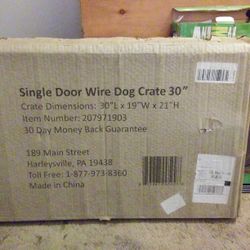 Single Door Wire Dog Crate 30"
Crate Dimensions: 30"L x 19"W x 21"H
Item Number: 207971903
30 Day Money Back Guarantee
189 Main Street
Harleysville, PA 19438
Toll Free: 1-877-973-8360
Made in China